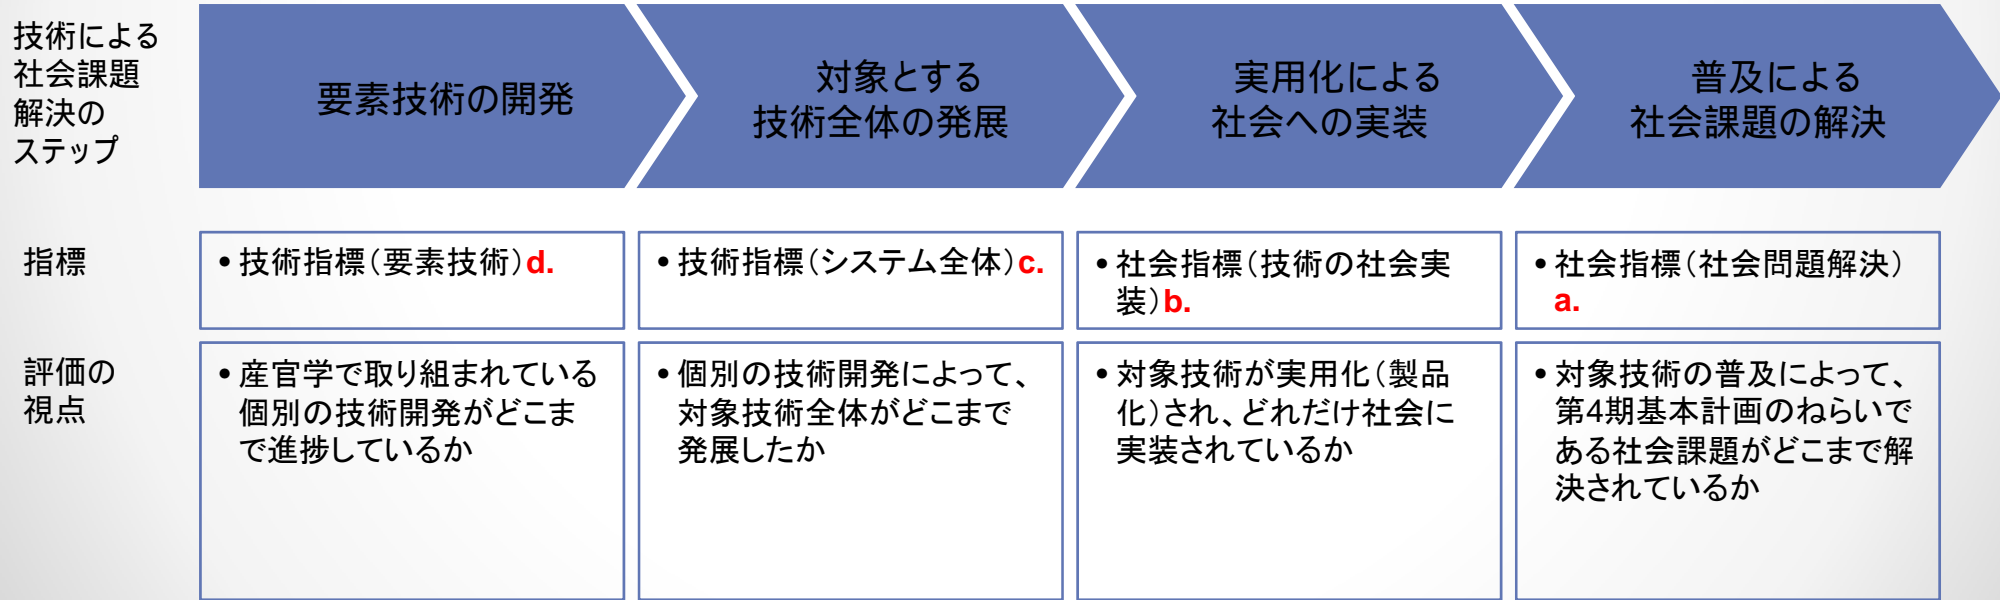 技術による
社会課題
解決の
ステップ
要素技術の開発
対象とする
技術全体の発展
実用化による
社会への実装
普及による
社会課題の解決
指標
•技術指標(要素技術)d.
•技術指標(システム全体)c.
•社会指標(技術の社会実
装)b.
•社会指標(社会問題解決)
a.
評価の
視点
•産官学で取り組まれている
個別の技術開発がどこま
で進捗しているか
•個別の技術開発によって、
対象技術全体がどこまで
発展したか
•対象技術が実用化(製品
化)され、どれだけ社会に
実装されているか
•対象技術の普及によって、
第4期基本計画のねらいで
ある社会課題がどこまで解
決されているか